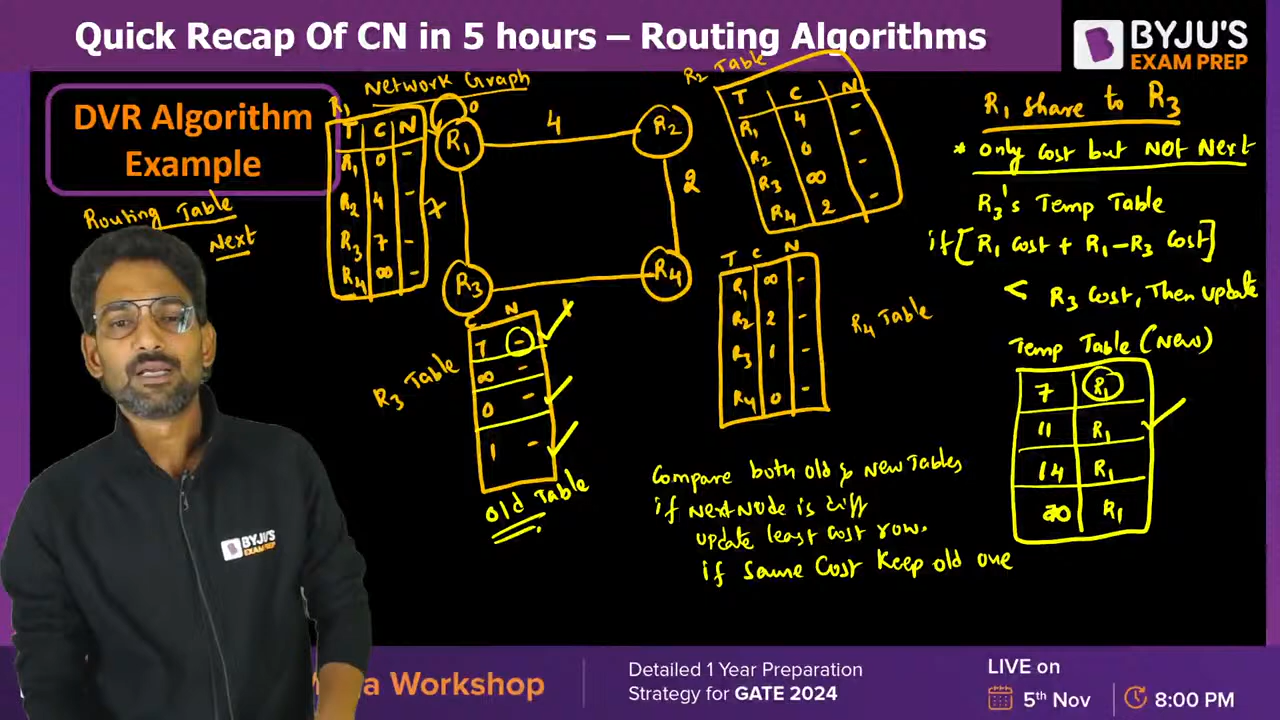 Quick Recap Of CN in 5 hours – Routing Algorithms
BYJU'S
EXAM PREP
DVR Algorithm
Example
Routing Table
Next
Network Graph
R1
T C N
R1 0 -
R2 4 -
R3 7 -
R4 ∞ -
R1
0
4
R2
7
2
R3
R4
R2 Table
T C N
R1 4 -
R2 0 -
R3 ∞ -
R4 2 -
T C N
R1 ∞ -
R2 2 -
R3 1 -
R4 0 -
R4 Table
R3 Table
C N
7 -
∞ -
0 -
1 -
Old Table
R1 share to R3
* only Cost but NOT Next
R3's Temp Table
if [R1 cost + R1-R3 Cost]
< R3 Cost, Then update
Temp Table (New)
7 R1
11 R1
14 R1
R1
Compare both old & New Tables
if NextNode is diff
update least cost row.
if Same Cost Keep old one
BYJU'S
EXAM PREP
a Workshop
Detailed 1 Year Preparation
Strategy for GATE 2024
LIVE on
5th Nov
8:00 PM